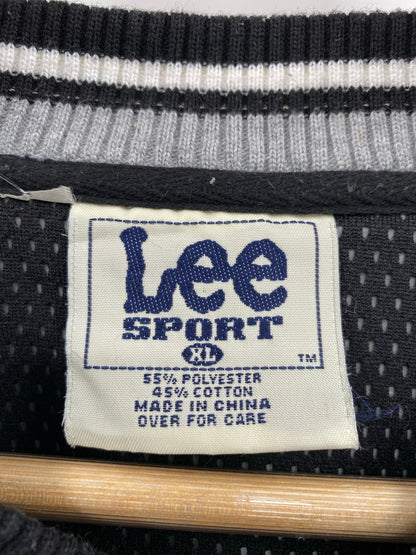 Lee
SPORT
XL
TM
55% POLYESTER
45% COTTON
MADE IN CHINA
OVER FOR CARE